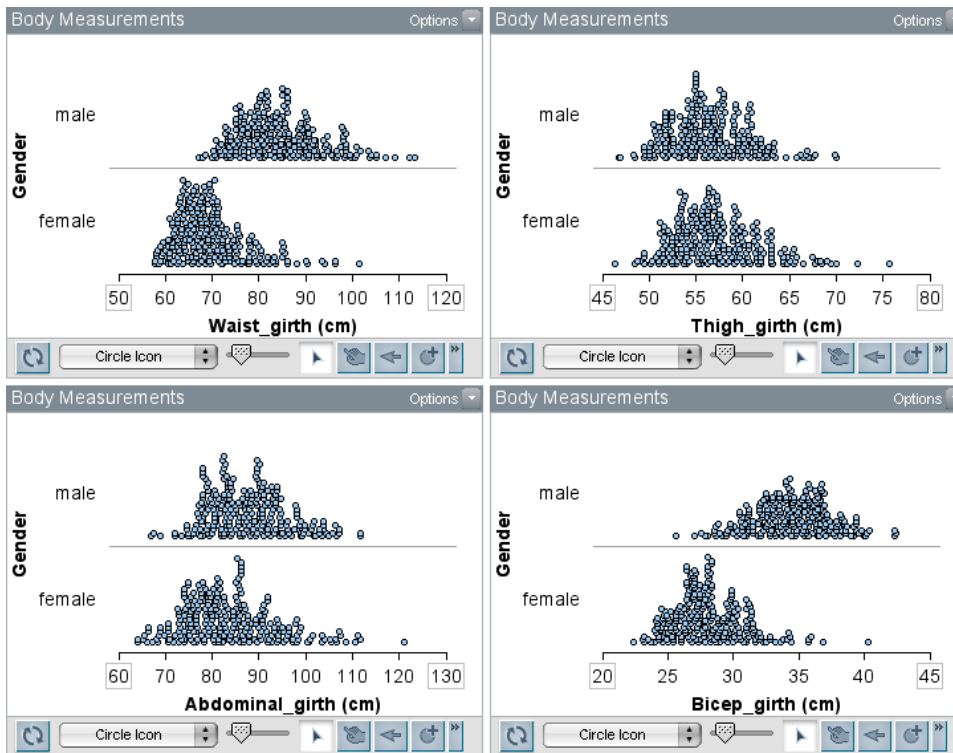 Body Measurements Options
male
Gender
female
50 60 70 80 90 100 110 120
Waist_girth (cm)
Circle Icon »
Body Measurements Options
male
Gender
female
45 50 55 60 65 70 75 80
Thigh_girth (cm)
Circle Icon »
Body Measurements Options
male
Gender
female
60 70 80 90 100 110 120 130
Abdominal_girth (cm)
Circle Icon »
Body Measurements Options
male
Gender
female
20 25 30 35 40 45
Bicep_girth (cm)
Circle Icon »